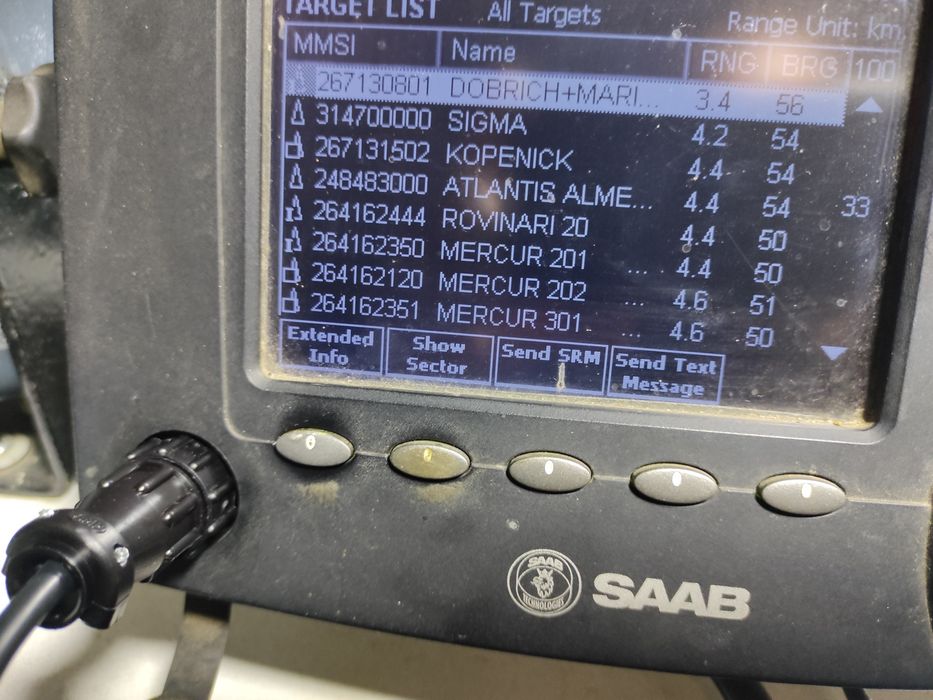 TARGET LIST All Targets Range Unit: km
MMSI Name RNG BRG 100
267130801 DOBRICH+MARI... 3.4 56
314700000 SIGMA 4.2 54
267131502 KOPENICK 4.4 54
248483000 ATLANTIS ALME... 4.4 54 33
264162444 ROVINARI 20 4.4 50
264162350 MERCUR 201 ... 4.4 50
264162120 MERCUR 202 ... 4.6 51
264162351 MERCUR 301 ... 4.6 50
Extended Info
Show Sector
Send SRM
Send Text Message
SAAB
TECHNOLOGIES
SAAB